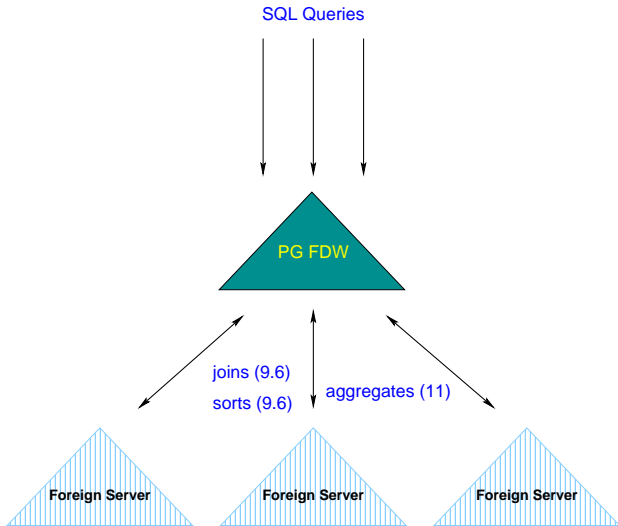 SQL Queries
PG FDW
joins (9.6)
sorts (9.6)
aggregates (11)
Foreign Server
Foreign Server
Foreign Server